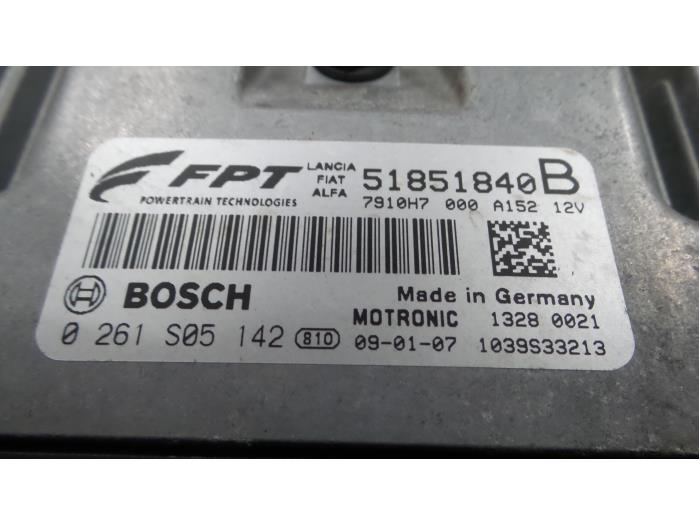 FPT LANCIA FIAT ALFA 51851840B
POWERTRAIN TECHNOLOGIES 7910H7 000 A152 12V
BOSCH Made in Germany
MOTRONIC 1328 0021
0 261 S05 142 810 09-01-07 1039S33213